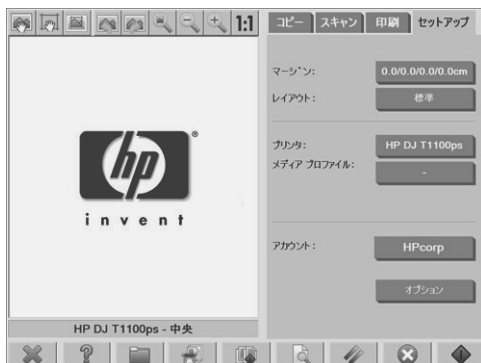 1:1
コピー スキャン 印刷 セットアップ
マージン: 0.0/0.0/0.0/0.0cm
レイアウト: 標準
プリンタ: HP DJ T1100ps
メディア プロファイル: -
アカウント: HPcorp
オプション
hp
®
invent
HP DJ T1100ps - 中央
?